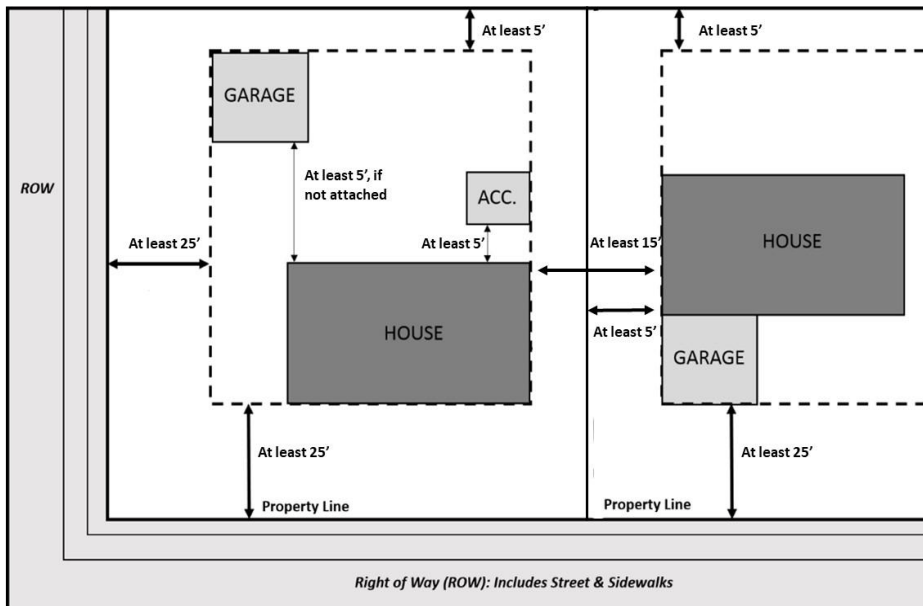 At least 5'
At least 5'
GARAGE
At least 5', if
not attached
ROW
ACC.
At least 25'
At least 5'
At least 15'
HOUSE
HOUSE
At least 5'
GARAGE
At least 25'
At least 25'
Property Line
Property Line
Right of Way (ROW): Includes Street & Sidewalks